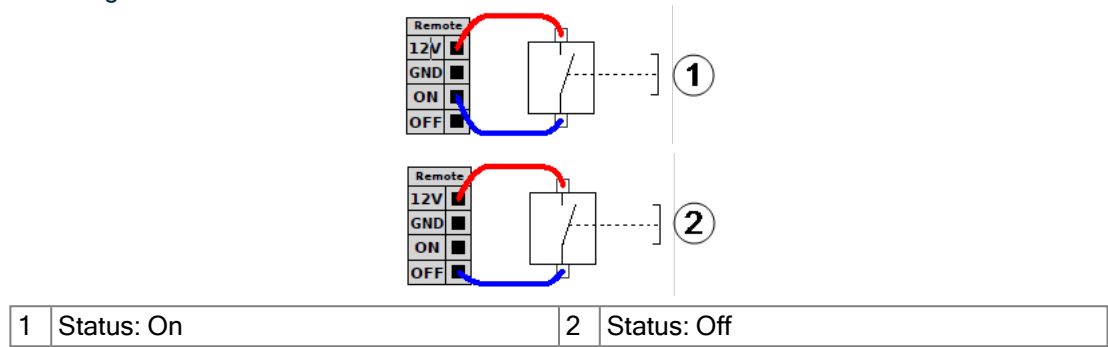 Remote
12V
GND
ON
OFF
1
Remote
12V
GND
ON
OFF
2
1 Status: On 2 Status: Off